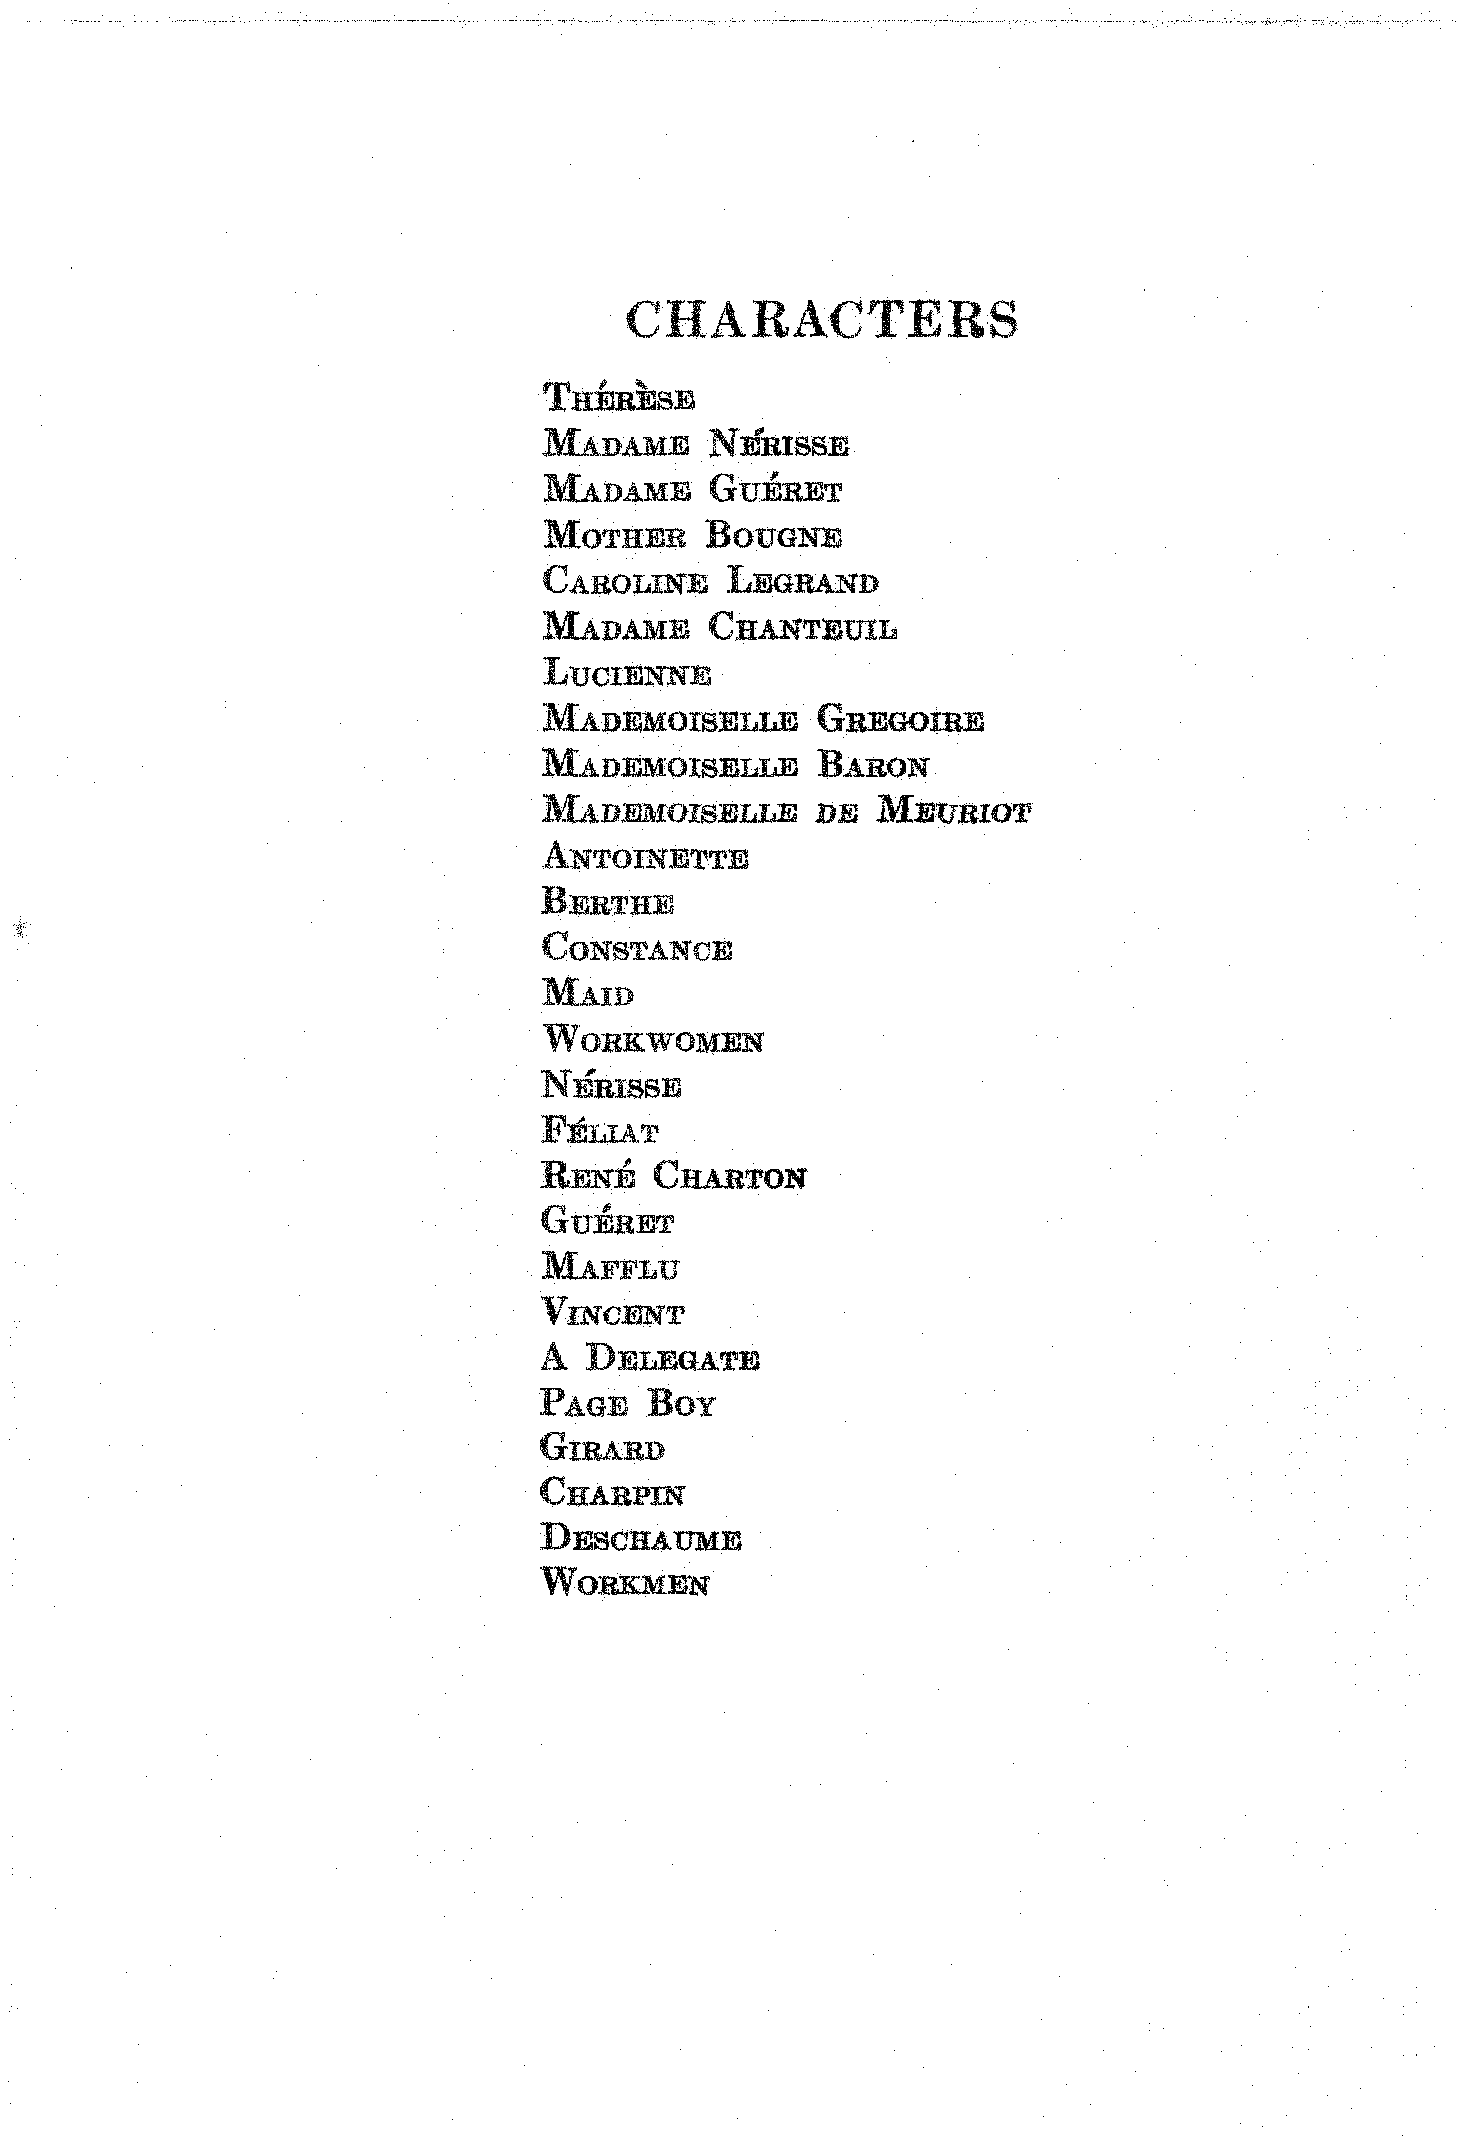 CHARACTERS
THÉRÈSE
MADAME NÉRISSE
MADAME GUÉRET
MOTHER BOUGNE
CAROLINE LEGRAND
MADAME CHANTEUIL
LUCIENNE
MADEMOISELLE GREGOIRE
MADEMOISELLE BARON
MADEMOISELLE DE MEURIOT
ANTOINETTE
BERTHE
CONSTANCE
MAID
WORKWOMEN
NÉRISSE
FÉLIAT
RENÉ CHARTON
GUÉRET
MAFFLU
VINCENT
A DELEGATE
PAGE BOY
GIRARD
CHARPIN
DESCHAUME
WORKMEN